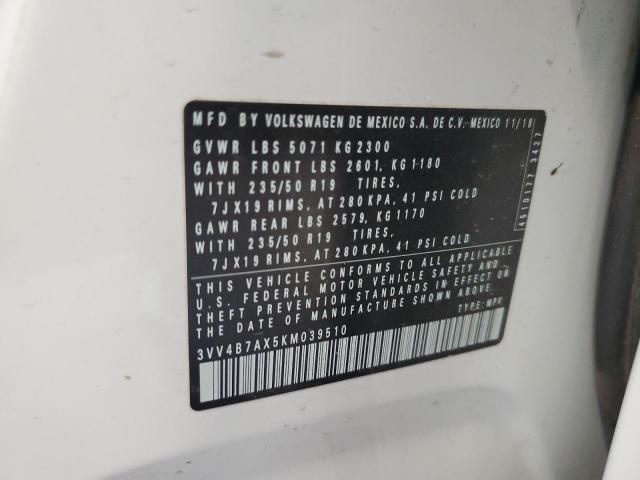 MFD BY VOLKSWAGEN DE MEXICO S.A. DE C.V. MEXICO 11/18
GVWR LBS 5071 KG 2300
GAWR FRONT LBS 2601, KG 1180
WITH 235/50 R19 TIRES,
7JX19 RIMS, AT 280 KPA, 41 PSI COLD
GAWR REAR LBS 2579, KG 1170
WITH 235/50 R19 TIRES,
7JX19 RIMS, AT 280 KPA, 41 PSI COLD
THIS VEHICLE CONFORMS TO ALL APPLICABLE
U.S. FEDERAL MOTOR VEHICLE SAFETY AND
THEFT PREVENTION STANDARDS IN EFFECT ON
THE DATE OF MANUFACTURE SHOWN ABOVE.
TYPE: MPV
3VV4B7AX5KM039510
4510177 3427